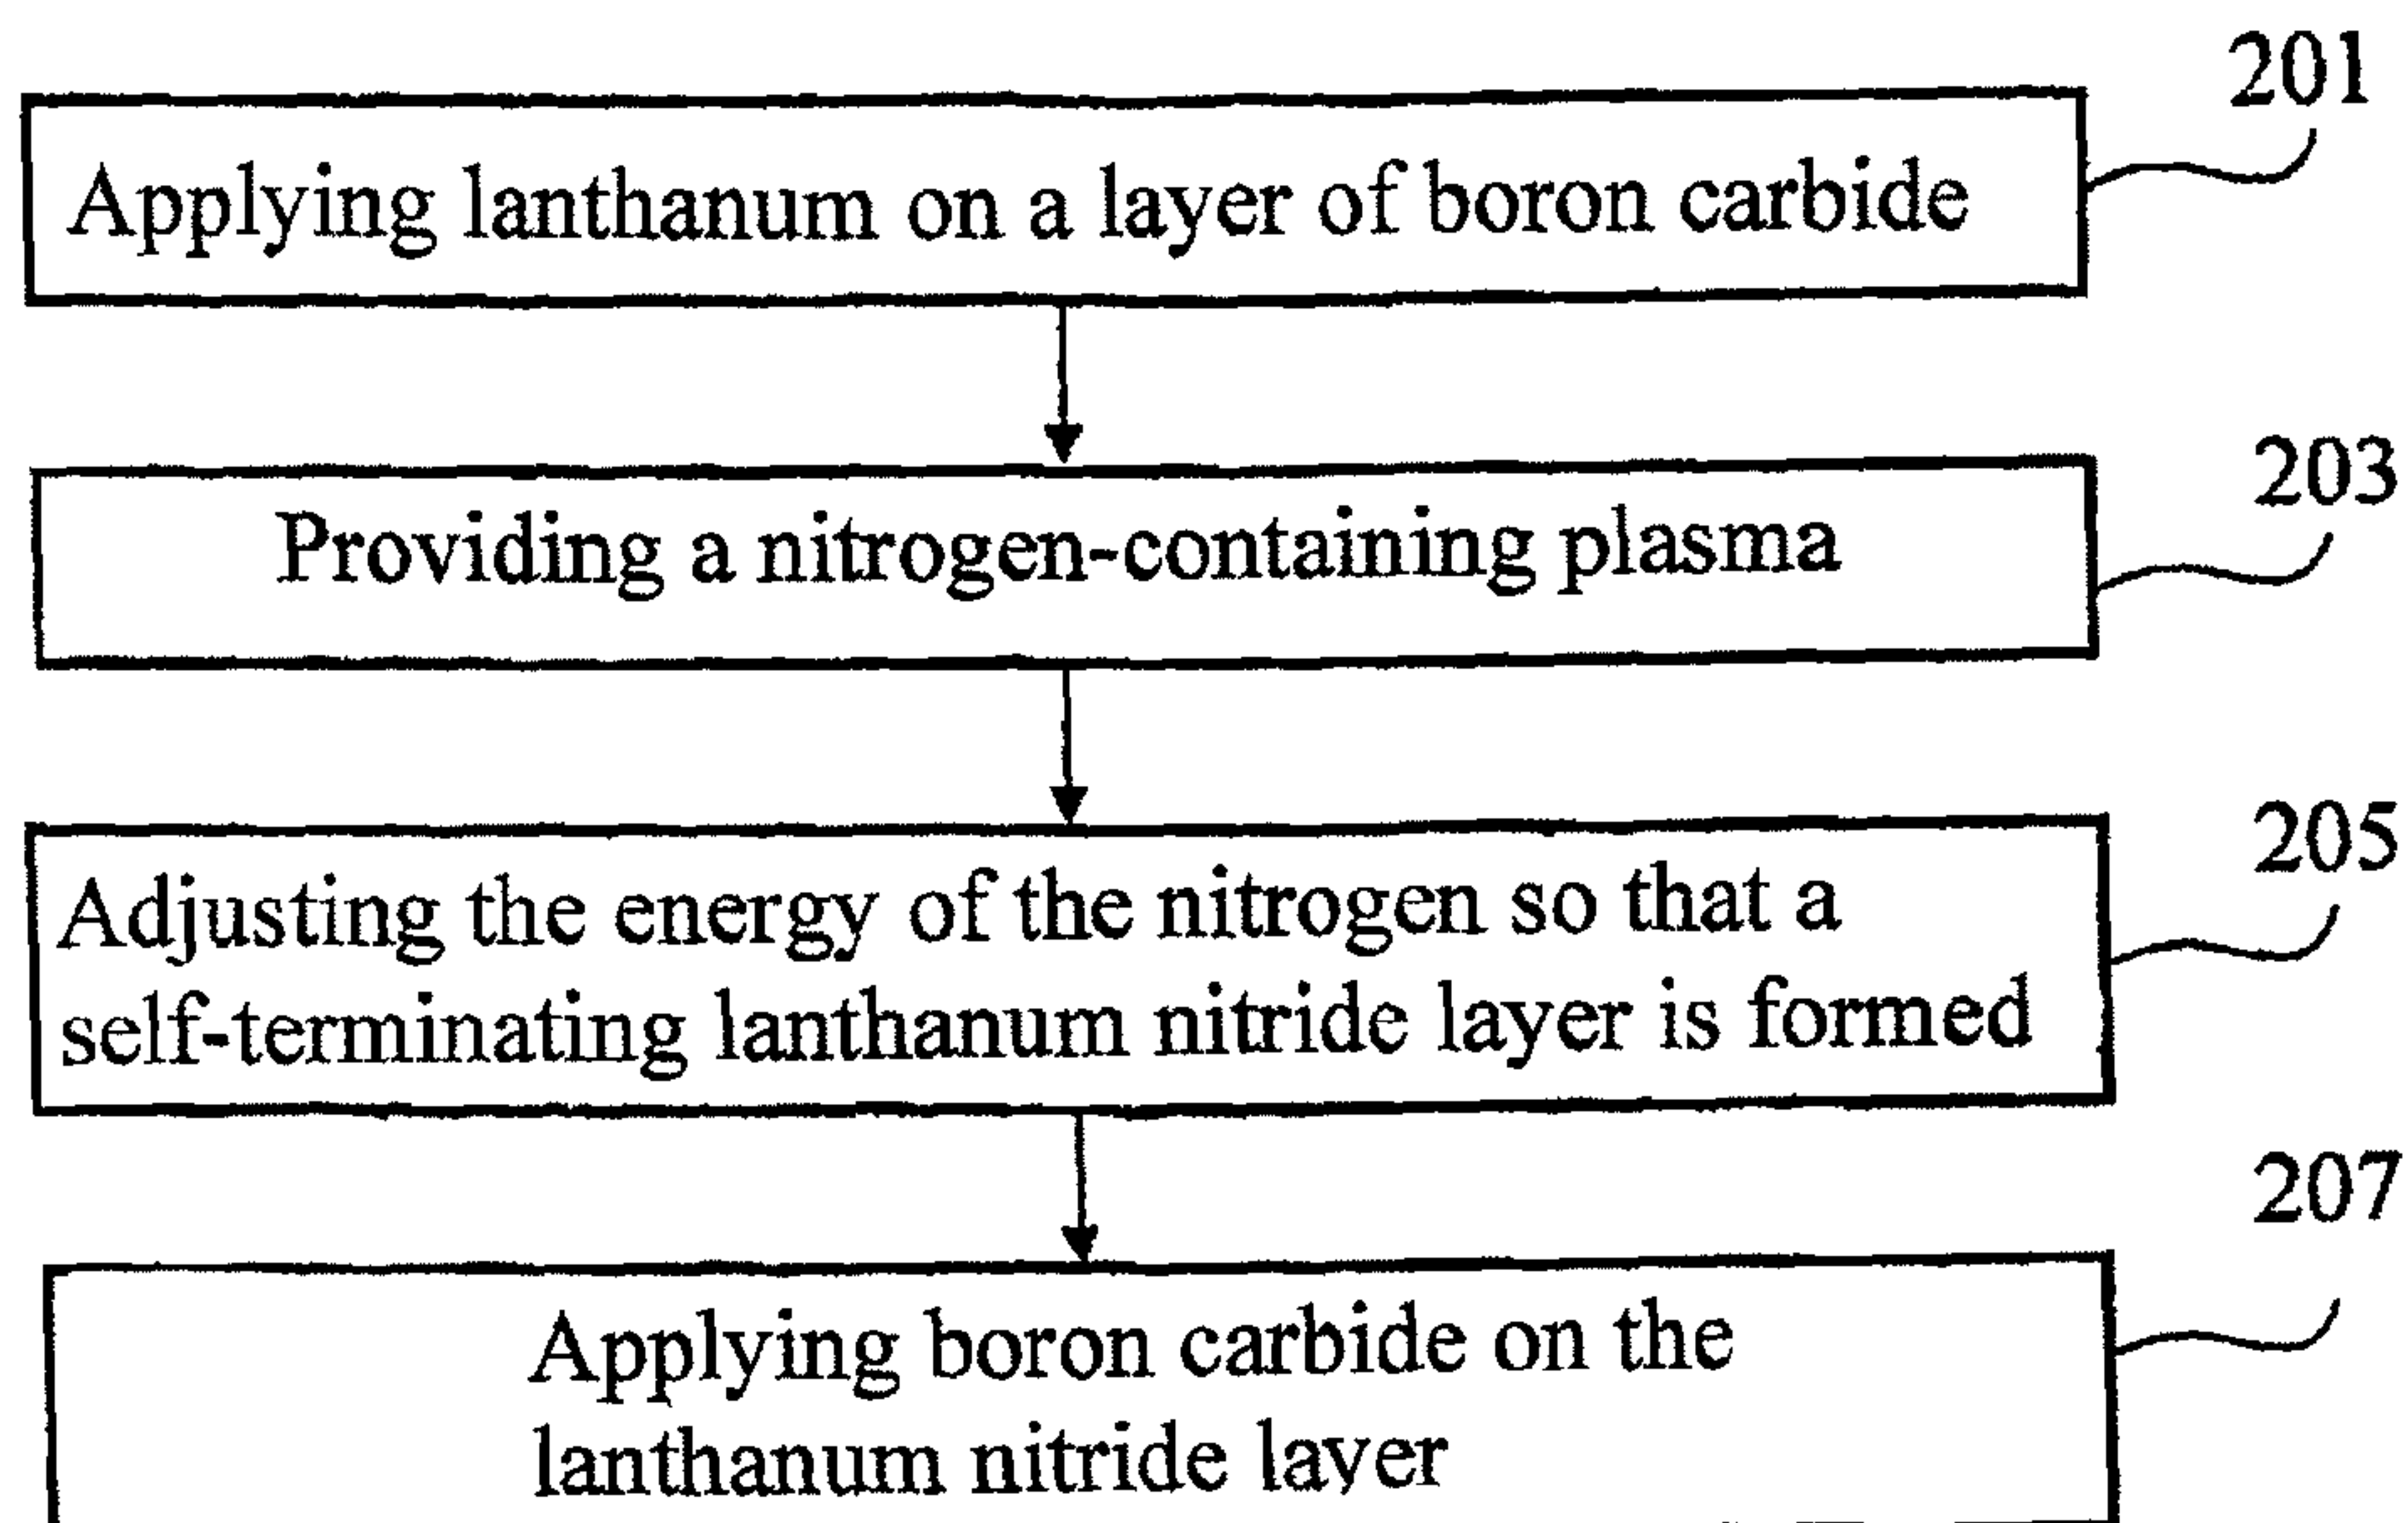 201
Applying lanthanum on a layer of boron carbide
203
Providing a nitrogen-containing plasma
205
Adjusting the energy of the nitrogen so that a
self-terminating lanthanum nitride layer is formed
207
Applying boron carbide on the
lanthanum nitride layer